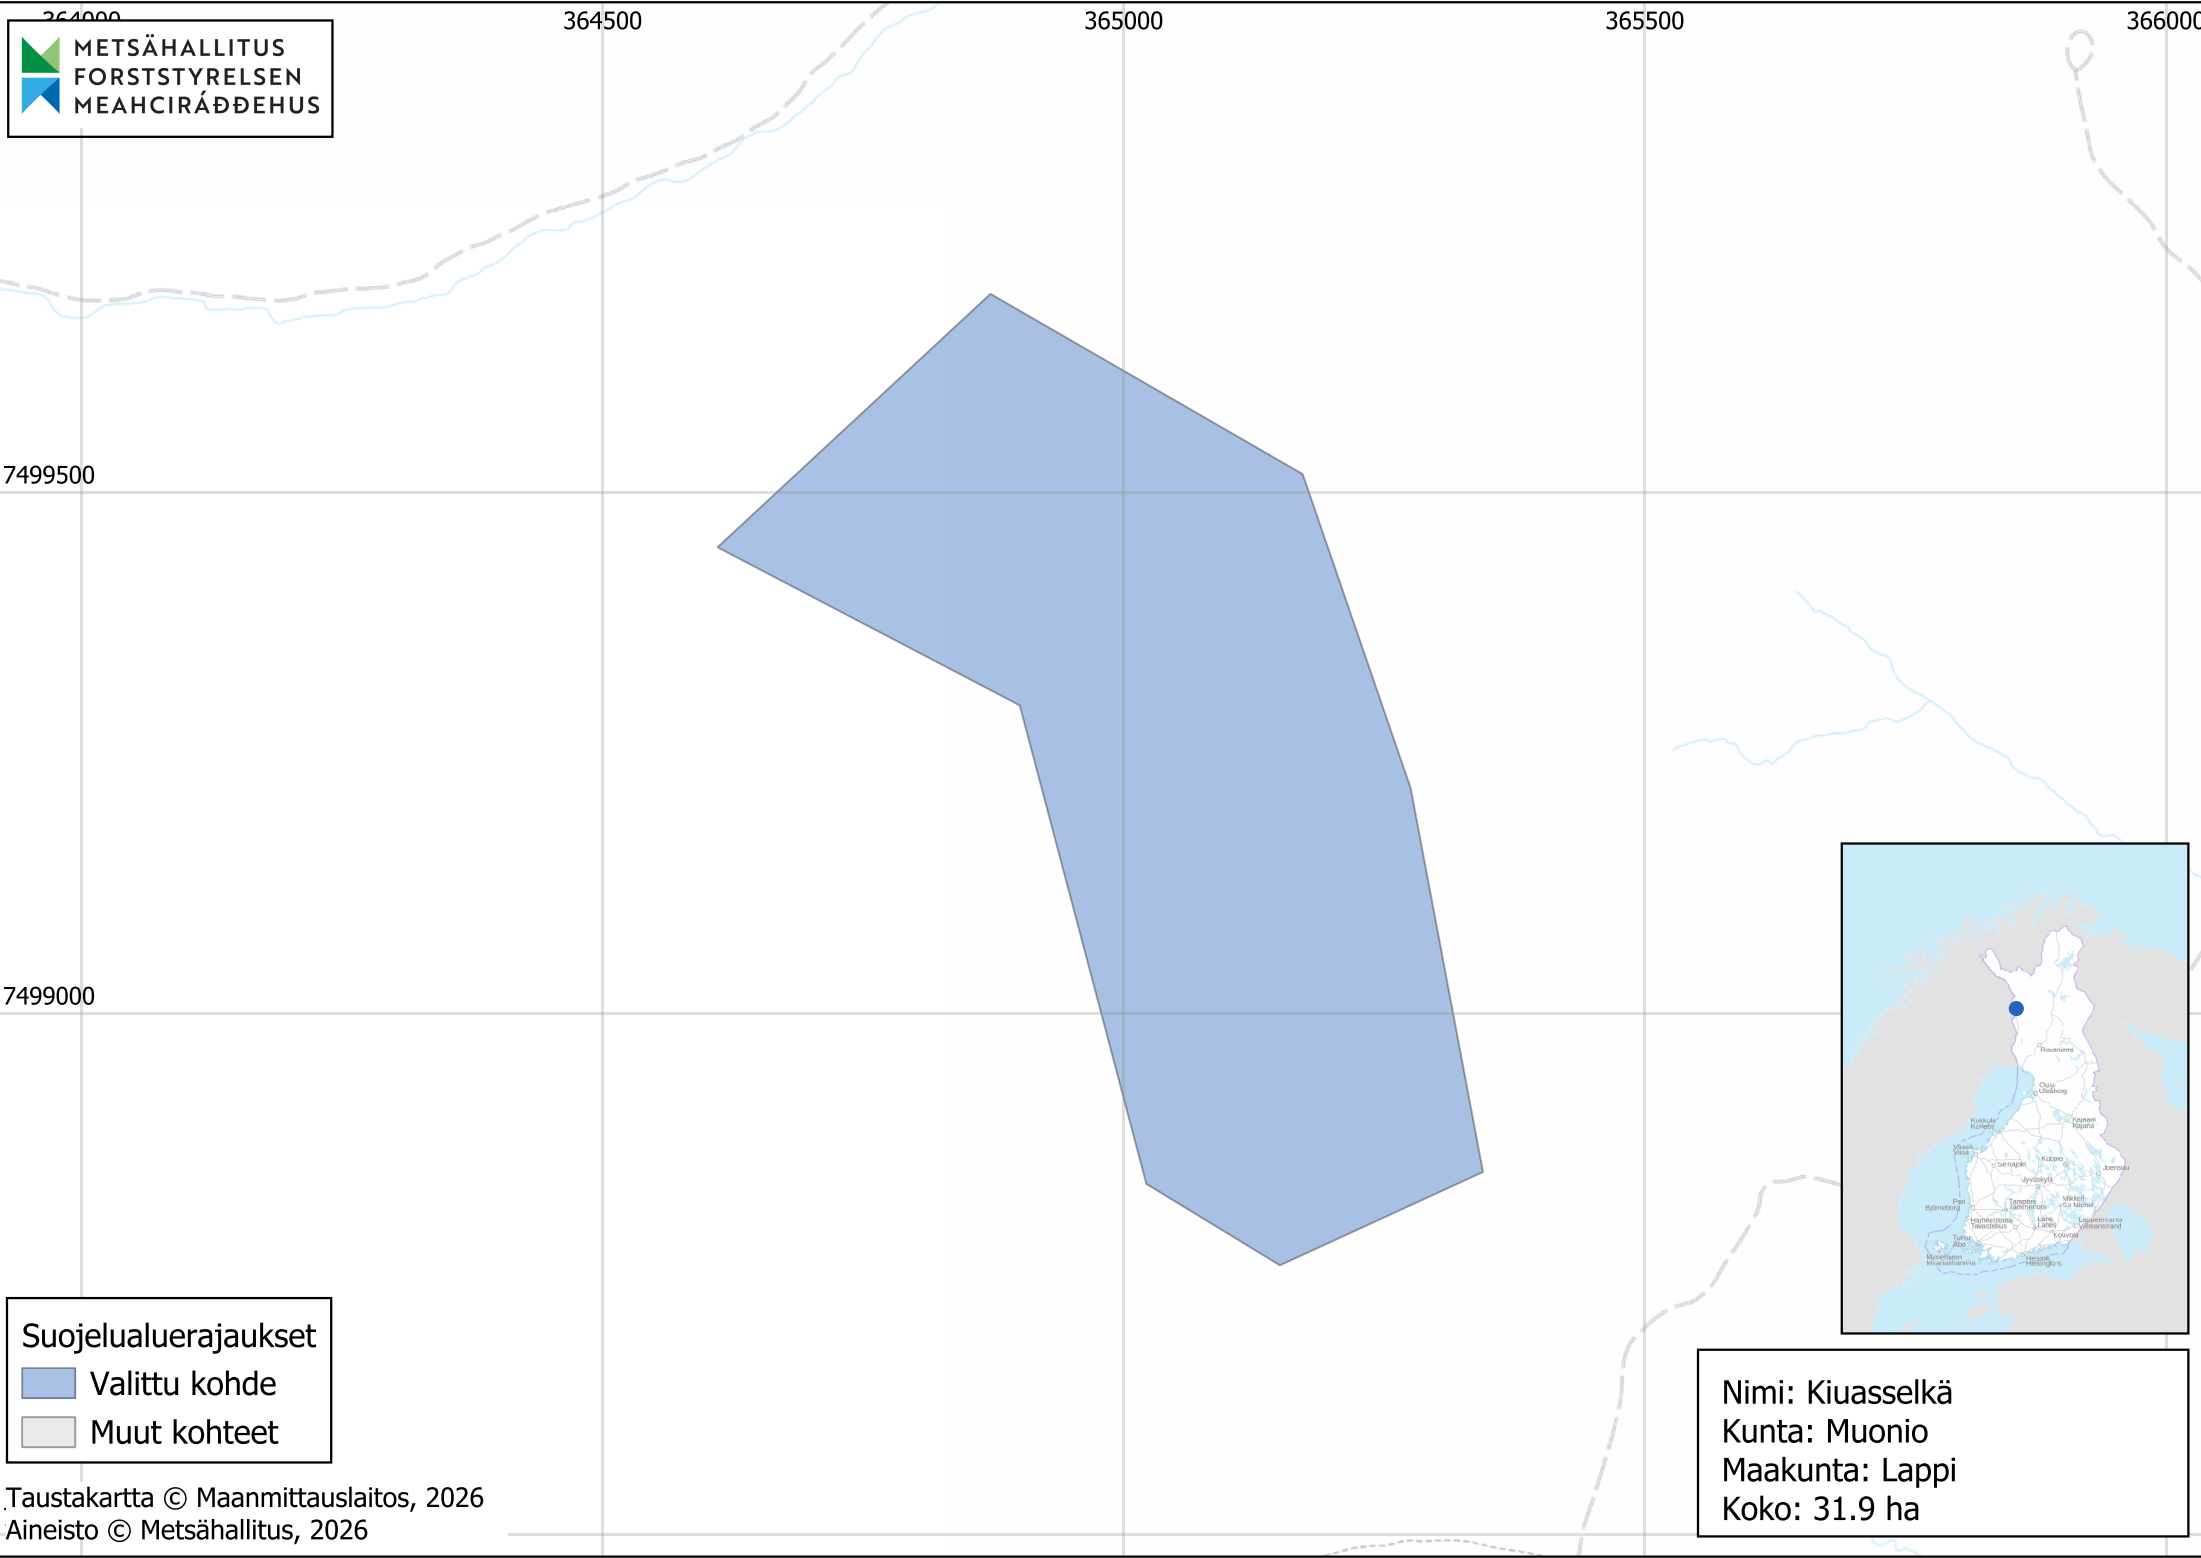 364000 364500 365000 365500 366000
METSÄHALLITUS
FORSTSTYRELSEN
MEAHCIRÁĐĐEHUS
7499500
7499000
Rovaniemi
Oulu
Uleåborg
Kokkola
Karleby
Kajaani
Kajana
Vaasa
Vasa
Seinäjoki
Kuopio
Joensuu
Jyväskylä
Pori
Björneborg
Tampere
Tammerfors
Mikkeli
S:t Michel
Hämeenlinna
Tavastehus
Lahti
Lahtis
Lappeenranta
Villmanstrand
Kouvola
Turku
Åbo
Helsinki
Helsingfors
Suojelualuerajaukset
Valittu kohde
Muut kohteet
Nimi: Kiuasselkä
Kunta: Muonio
Maakunta: Lappi
Koko: 31.9 ha
Taustakartta © Maanmittauslaitos, 2026
Aineisto © Metsähallitus, 2026